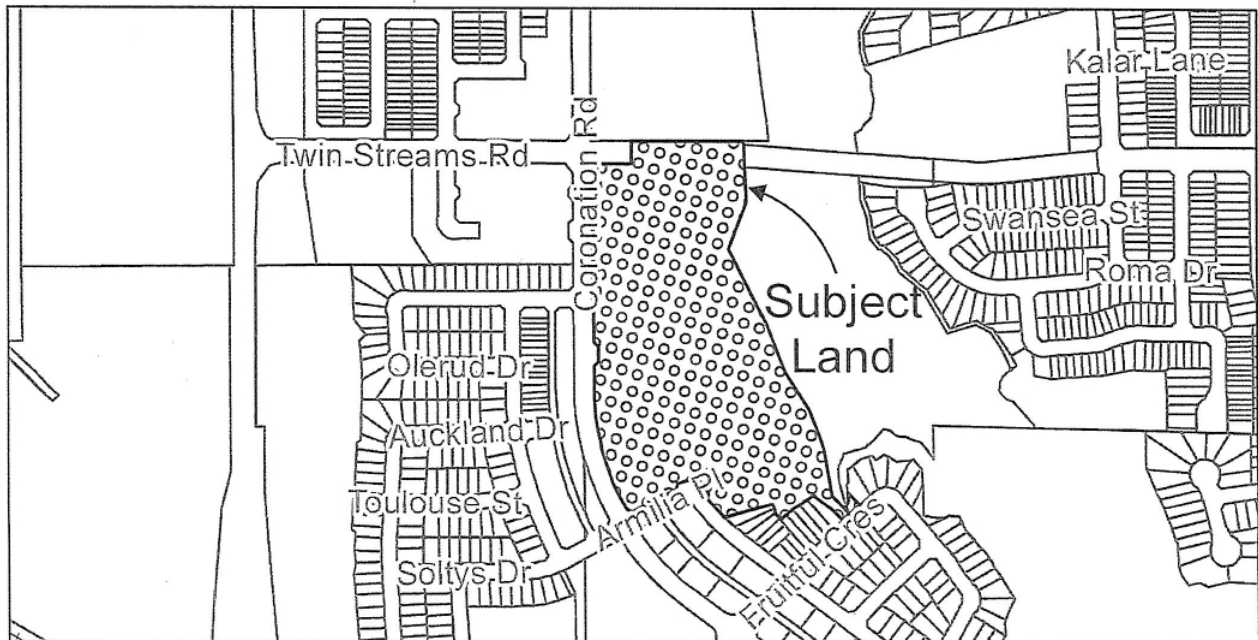 Kalar Lane
Coronation Rd
Twin Streams Rd
Swansea St
Roma Dr
Subject
Land
Olerud Dr
Auckland Dr
Toulouse St
Armilia Pl
Soltys Dr
Fruitful Cres